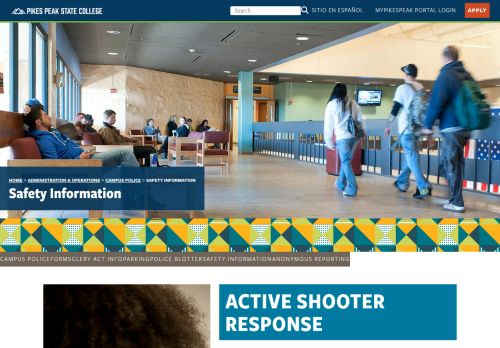 PIKES PEAK STATE COLLEGE
Search
SITIO EN ESPAÑOL
MYPIKESPEAK PORTAL LOGIN
APPLY
HOME > ADMINISTRATION & OPERATIONS > CAMPUS POLICE > SAFETY INFORMATION
Safety Information
CAMPUS POLICEFORMSCLERY ACT INFOPARKINGPOLICE BLOTTERSAFETY INFORMATIONANONYMOUS REPORTING
ACTIVE SHOOTER
RESPONSE